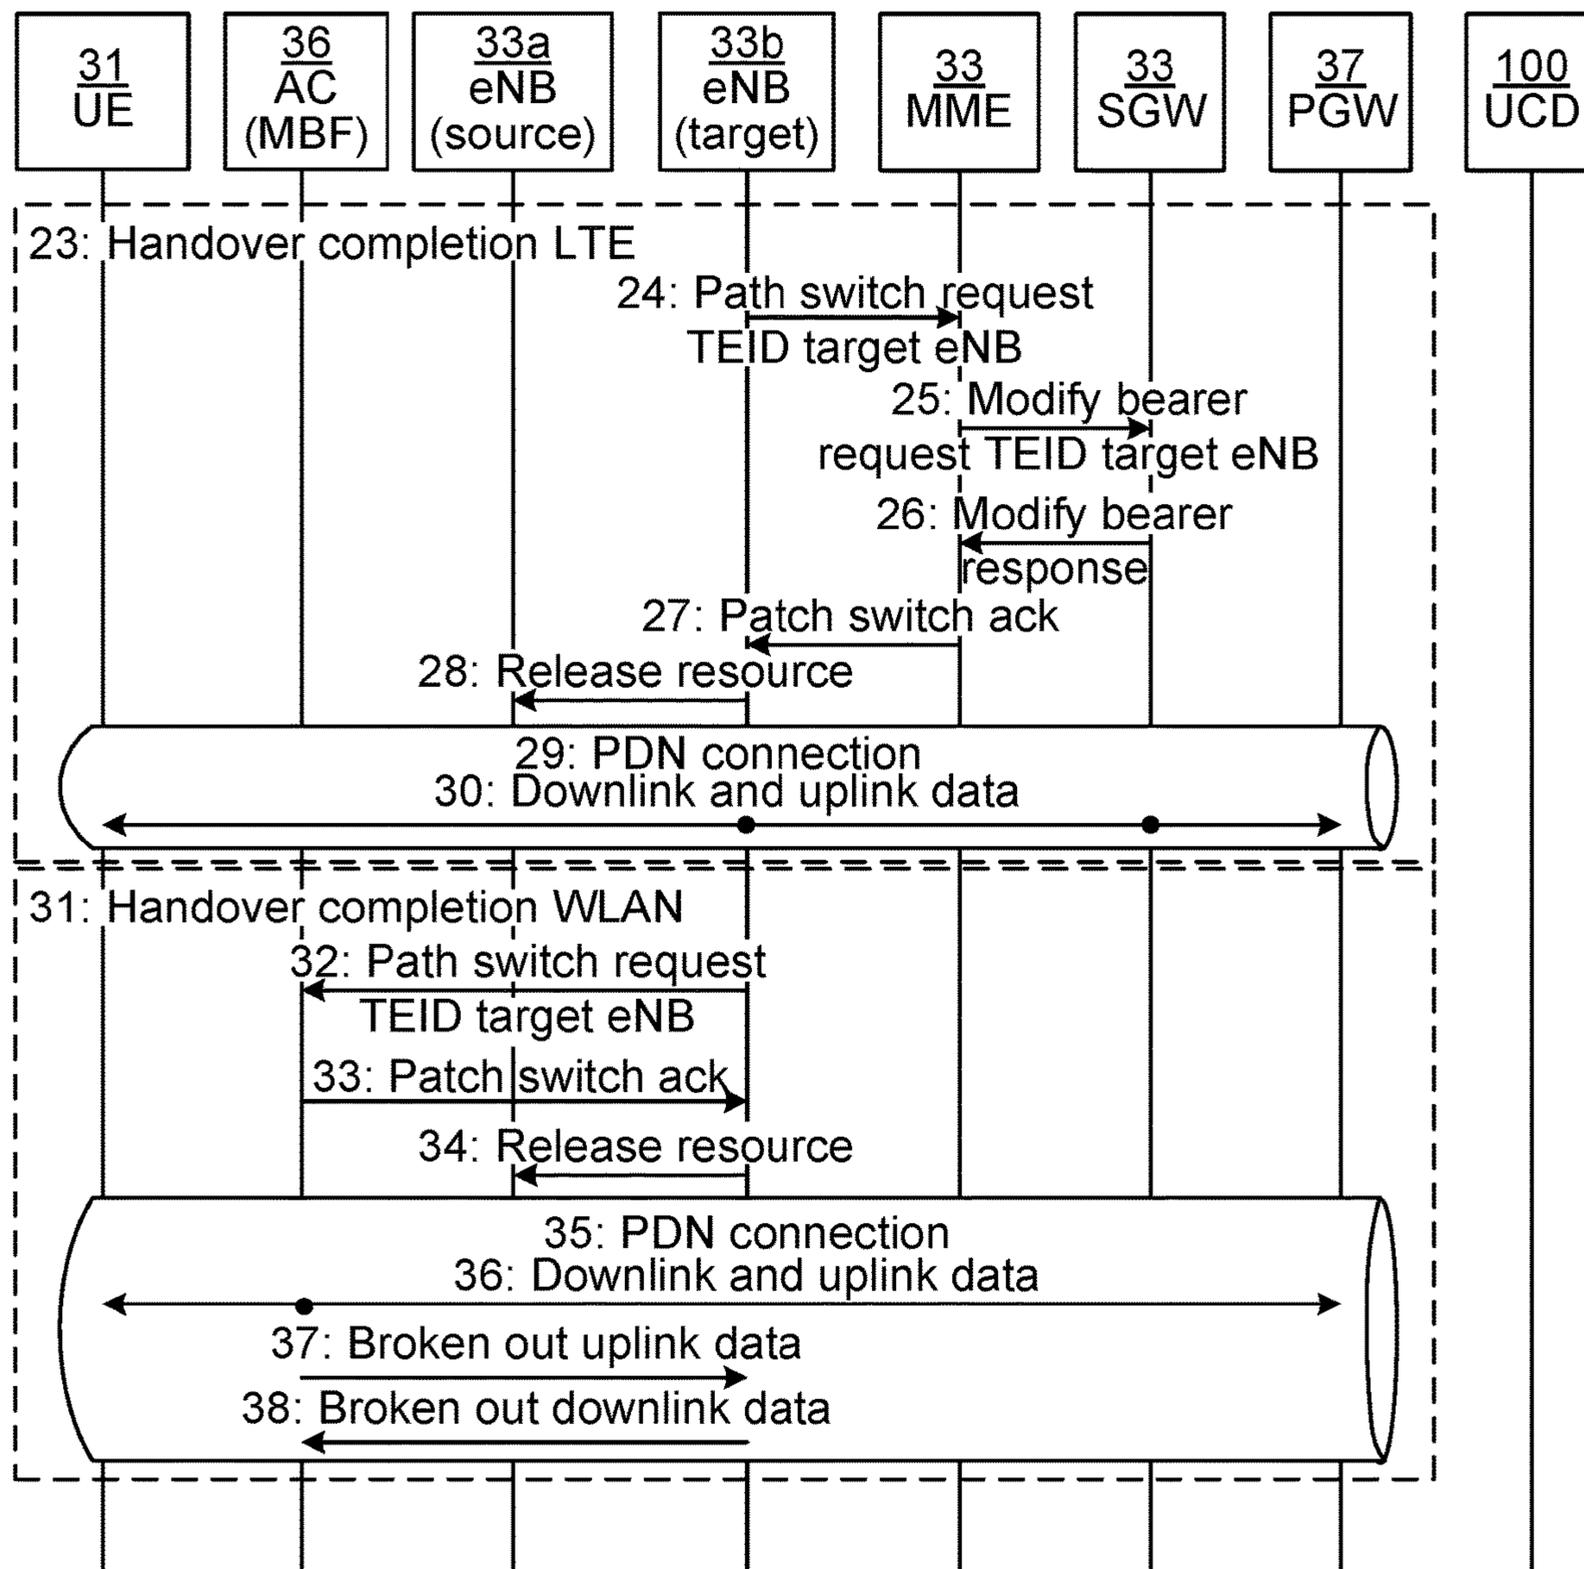 31
UE
36
AC
(MBF)
33a
eNB
(source)
33b
eNB
(target)
33
MME
33
SGW
37
PGW
100
UCD
23: Handover completion LTE
24: Path switch request
TEID target eNB
25: Modify bearer
request TEID target eNB
26: Modify bearer
response
27: Patch switch ack
28: Release resource
29: PDN connection
30: Downlink and uplink data
31: Handover completion WLAN
32: Path switch request
TEID target eNB
33: Patch switch ack
34: Release resource
35: PDN connection
36: Downlink and uplink data
37: Broken out uplink data
38: Broken out downlink data